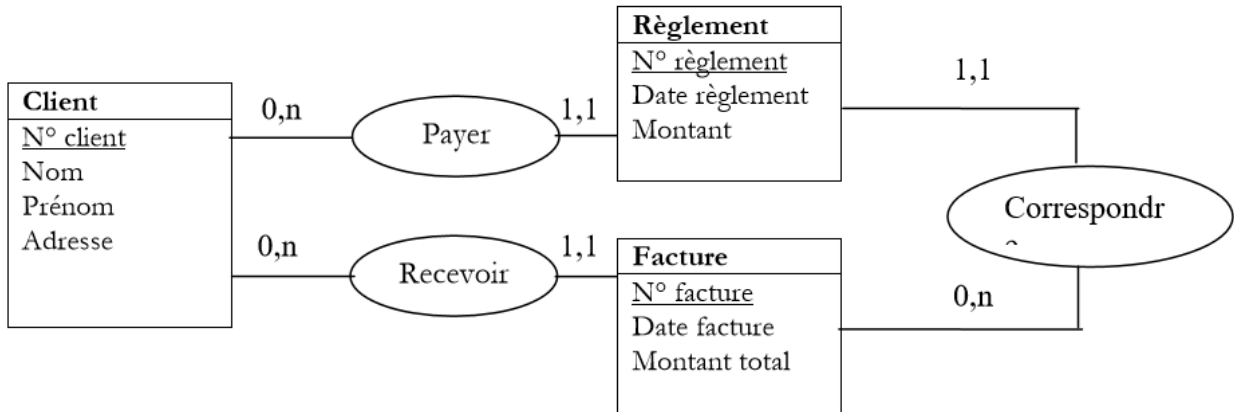 Règlement
N° règlement
Date règlement
Montant
1,1
Client
N° client
Nom
Prénom
Adresse
0,n
Payer
1,1
0,n
Recevoir
1,1
Facture
N° facture
Date facture
Montant total
Correspondr
0,n